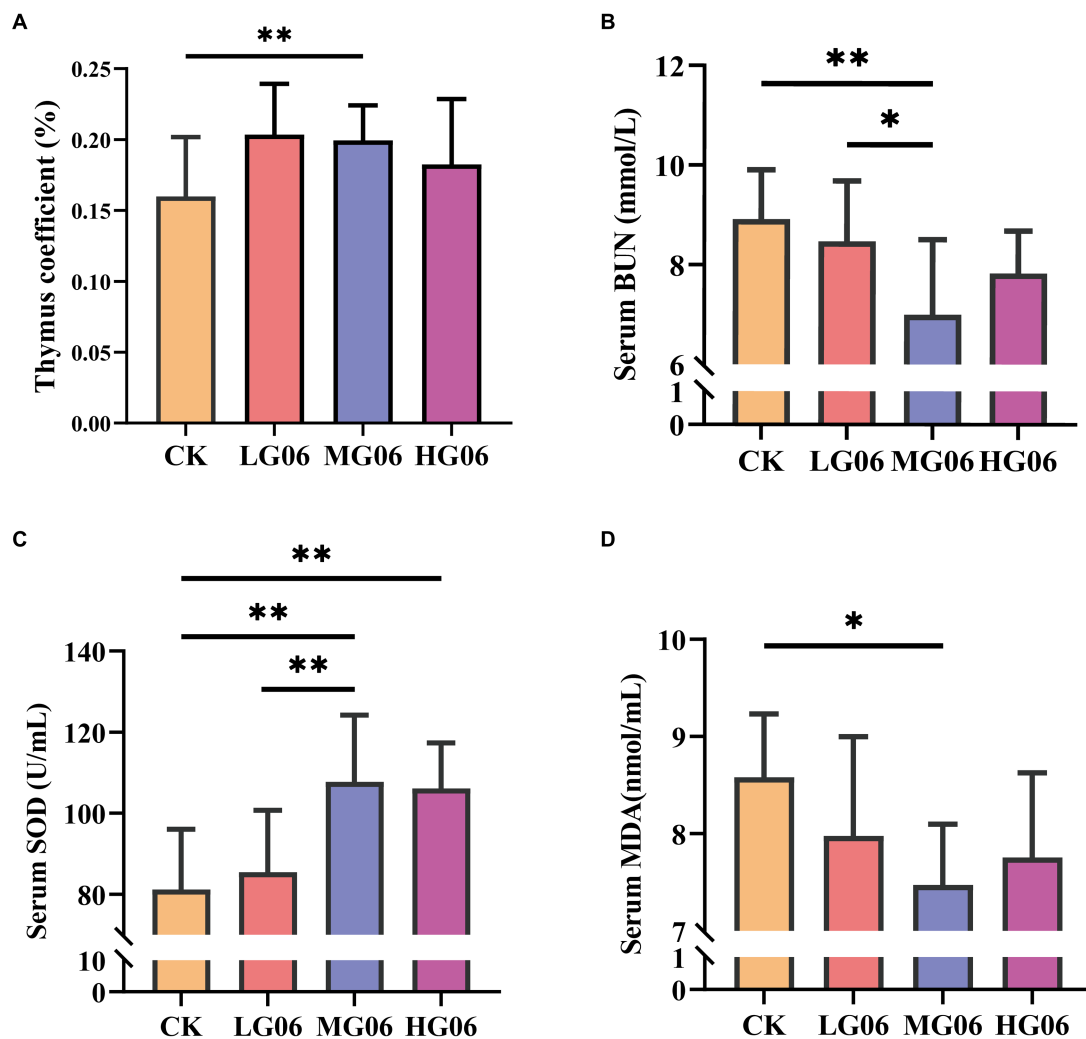 A
**
Thymus coefficient (%)
0.25
0.20
0.15
0.10
0.05
0.00
CK LG06 MG06 HG06
B
**
*
Serum BUN (mmol/L)
12
10
8
6
1
0
CK LG06 MG06 HG06
C
**
**
**
Serum SOD (U/mL)
140
120
100
80
10
0
CK LG06 MG06 HG06
D
*
Serum MDA(nmol/mL)
10
9
8
7
1
0
CK LG06 MG06 HG06